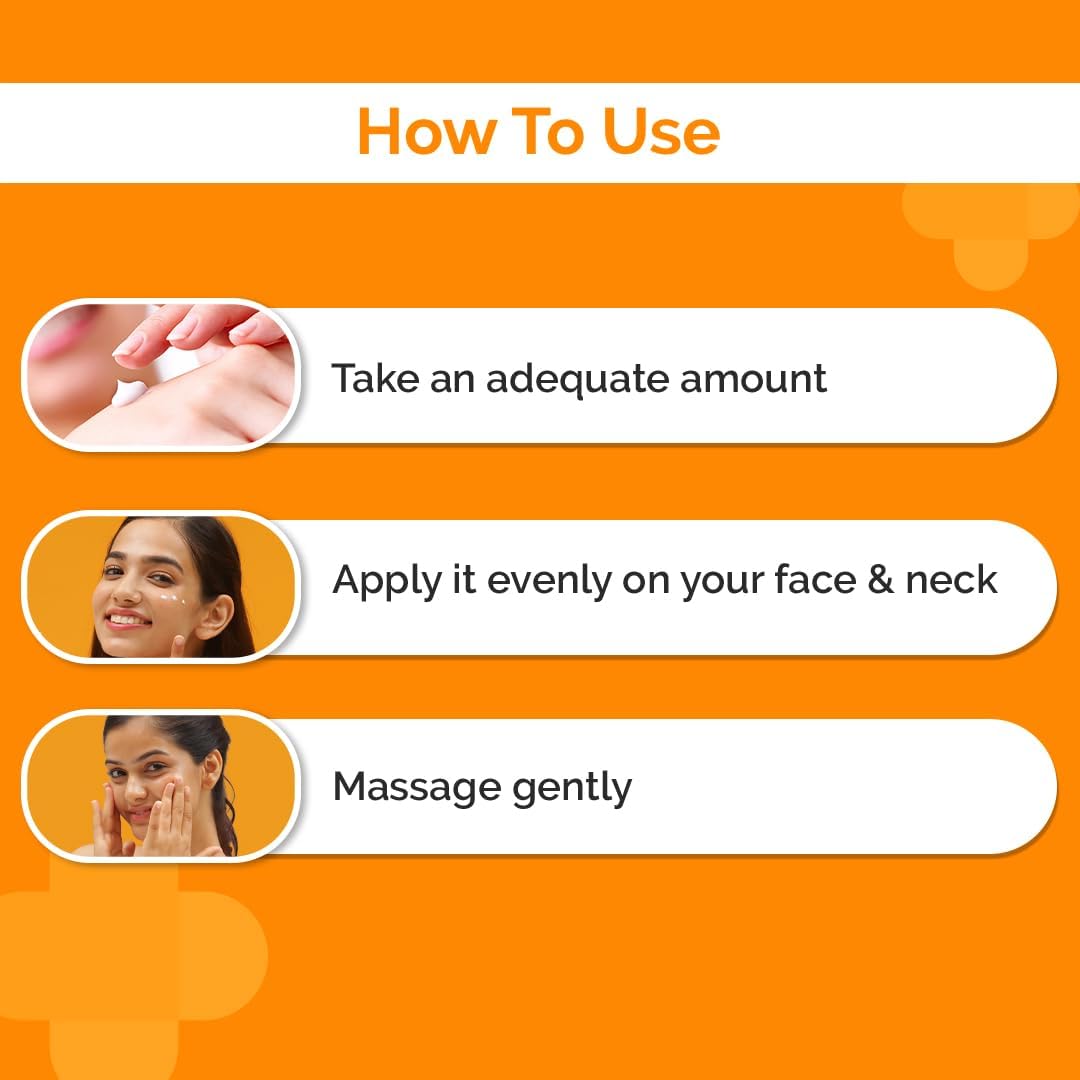 How To Use
Take an adequate amount
Apply it evenly on your face & neck
Massage gently